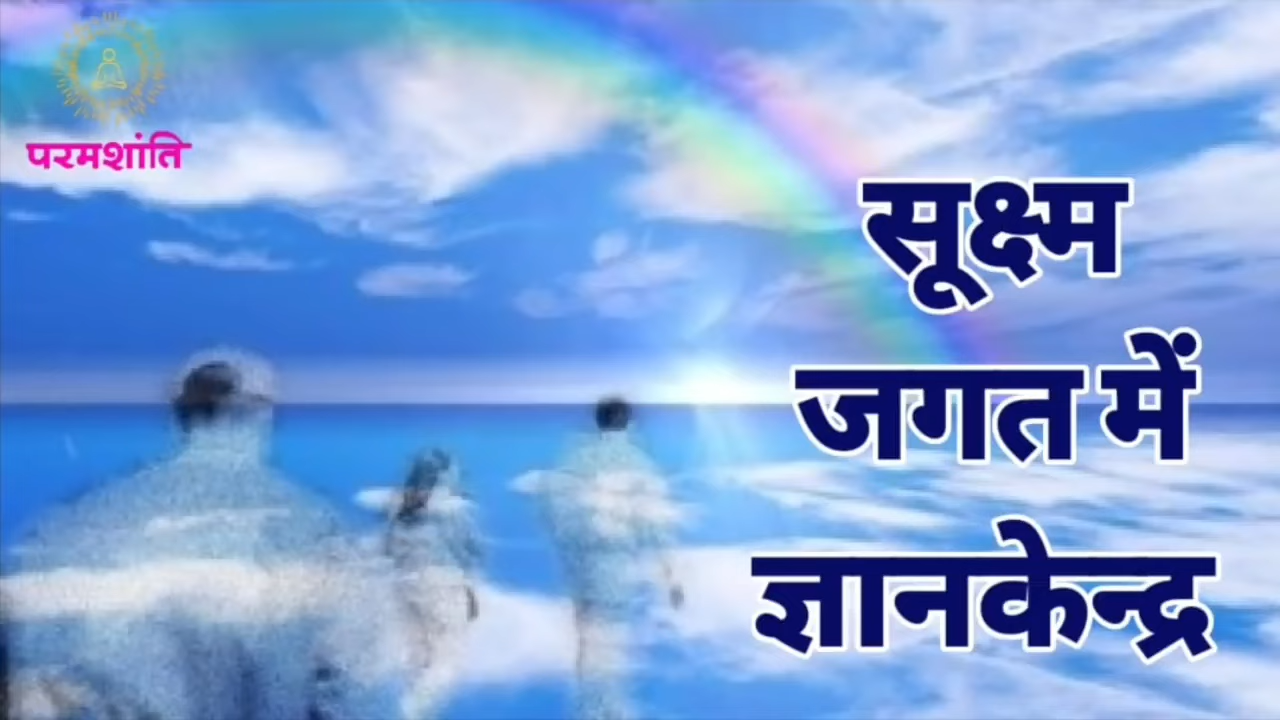 परमशांति
सूक्ष्म
जगत में
ज्ञानकेन्द्र